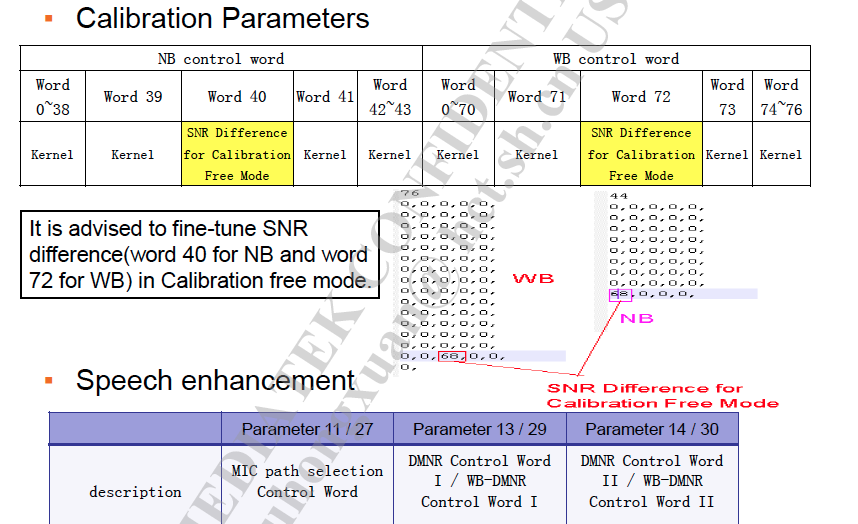 ▪ Calibration Parameters
NB control word WB control word
Word 0~38 Word 39 Word 40 Word 41 Word 42~43 Word 0~70 Word 71 Word 72 Word 73 Word 74~76
Kernel Kernel SNR Difference for Calibration Free Mode Kernel Kernel Kernel Kernel SNR Difference for Calibration Free Mode Kernel Kernel
It is advised to fine-tune SNR
difference(word 40 for NB and word
72 for WB) in Calibration free mode.
76
0,0,0,0,0,
0,0,0,0,0,
0,0,0,0,0,
0,0,0,0,0,
0,0,0,0,0,
0,0,0,0,0,
0,0,0,0,0,
0,0,0,0,0,
0,0,0,0,0,
0,0,0,0,0,
0,0,0,0,0,
0,0,0,0,0,
0,0,0,0,0,
0,0,0,0,0,
0,0,68,0,0,
0,
WB
44
0,0,0,0,0,
0,0,0,0,0,
0,0,0,0,0,
0,0,0,0,0,
0,0,0,0,0,
0,0,0,0,0,
0,0,0,0,0,
0,0,0,0,0,
68,0,0,0,
NB
SNR Difference for
Calibration Free Mode
▪ Speech enhancement
Parameter 11 / 27 Parameter 13 / 29 Parameter 14 / 30
description MIC path selection Control Word DMNR Control Word I / WB-DMNR Control Word I DMNR Control Word II / WB-DMNR Control Word II